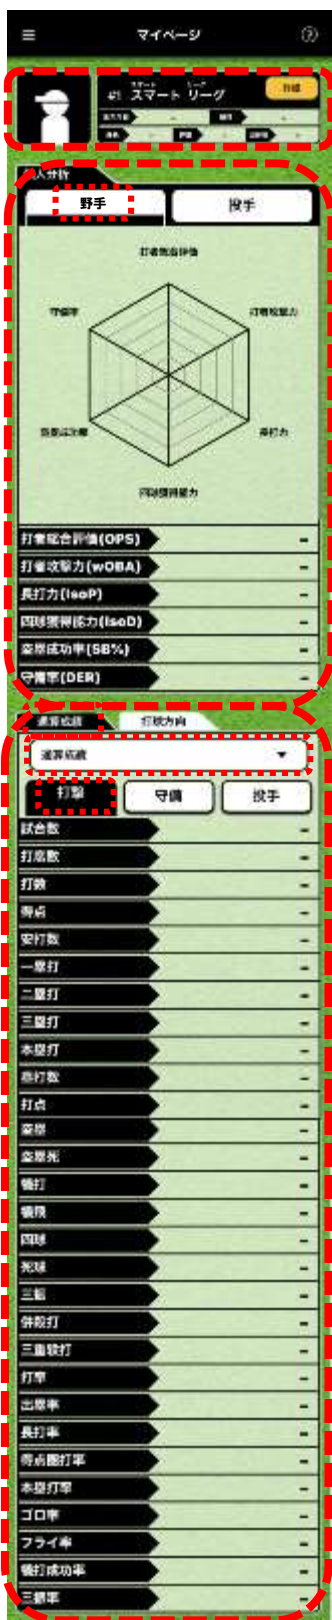 マイページ
スマート リーグ
#1 スマート リーグ
個人分析
野手 投手
打者総合評価
守備率 打者攻撃力
盗塁成功率 長打力
四球獲得能力
打者総合評価(OPS) -
打者攻撃力(wOBA) -
長打力(IsoP) -
四球獲得能力(IsoD) -
盗塁成功率(SB%) -
守備率(DER) -
通算成績 打球方向
通算成績
打撃 守備 投手
試合数 -
打席数 -
打数 -
得点 -
安打数 -
一塁打 -
二塁打 -
三塁打 -
本塁打 -
塁打数 -
打点 -
盗塁 -
盗塁死 -
犠打 -
犠飛 -
四球 -
死球 -
三振 -
併殺打 -
三重殺打 -
打率 -
出塁率 -
長打率 -
得点圏打率 -
本塁打率 -
ゴロ率 -
フライ率 -
犠打成功率 -
三振率 -